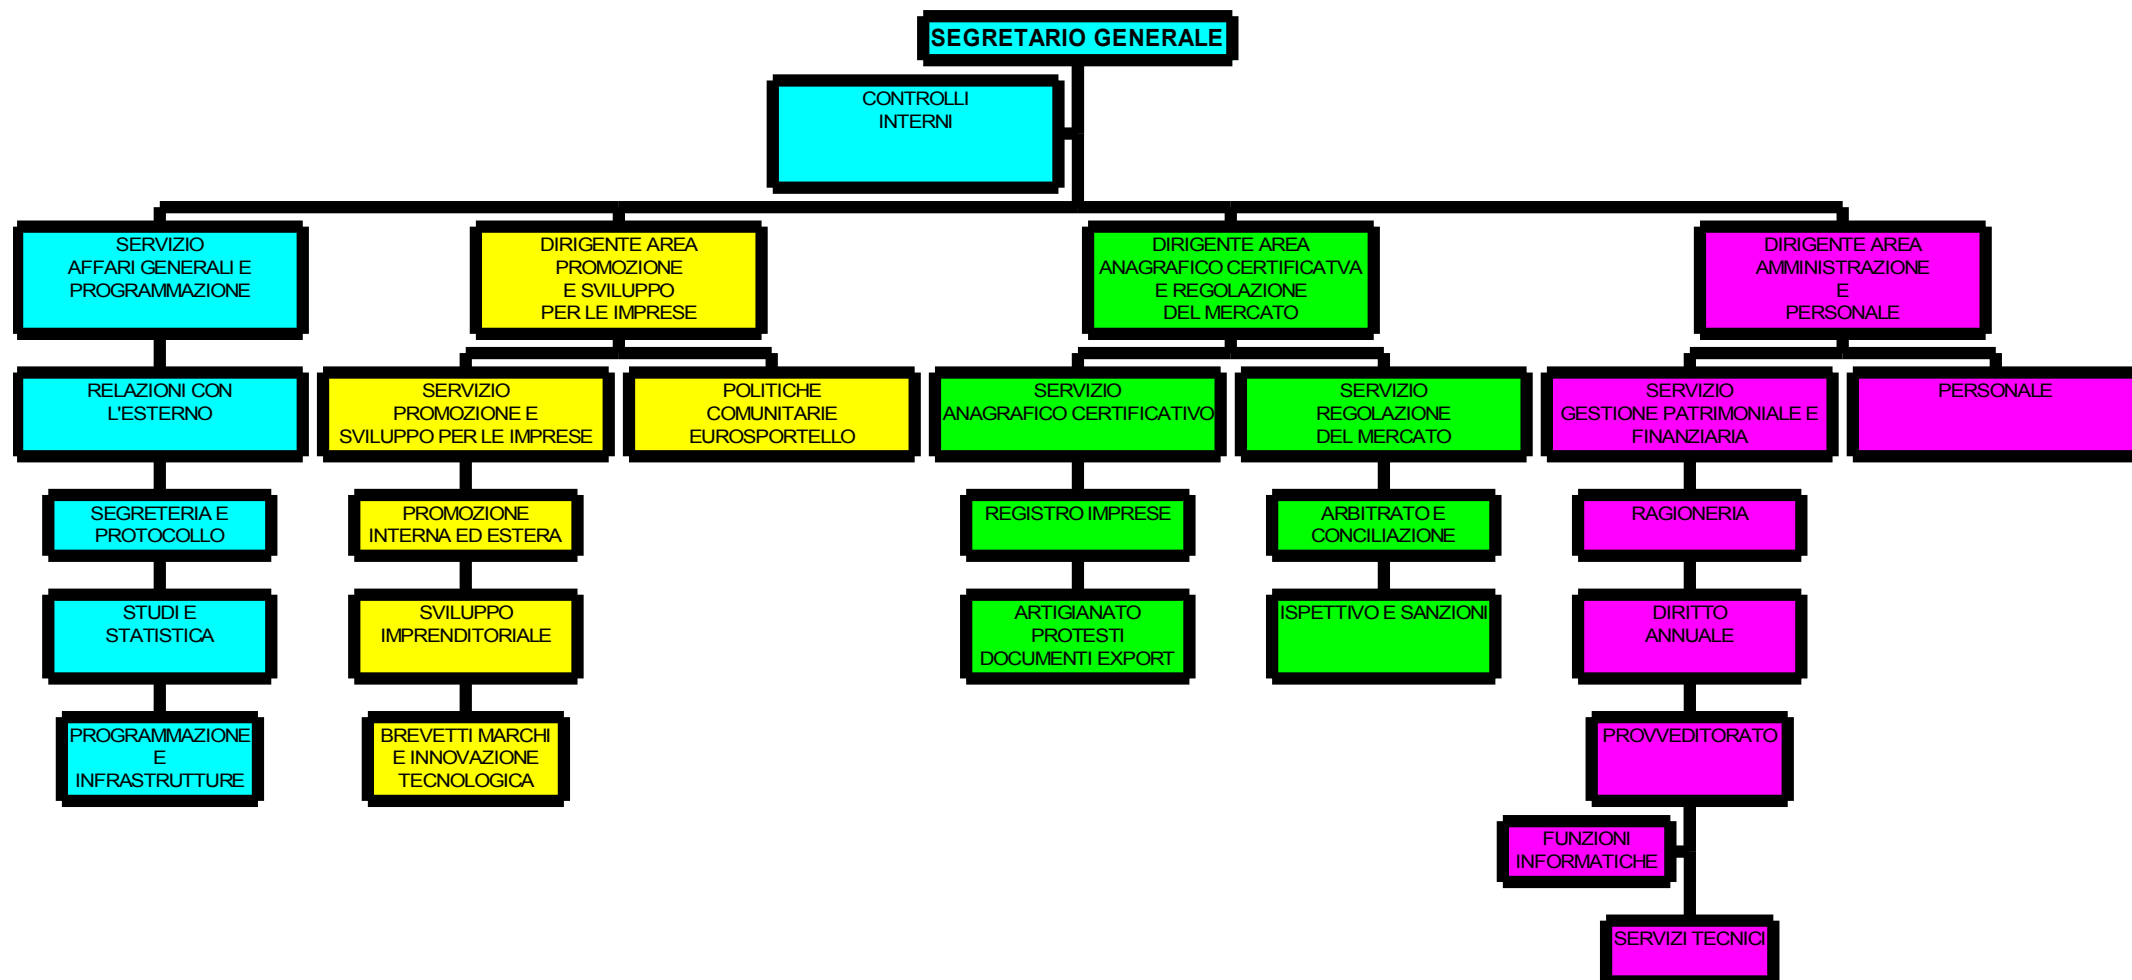 SEGRETARIO GENERALE
CONTROLLI
INTERNI
SERVIZIO
AFFARI GENERALI E
PROGRAMMAZIONE
DIRIGENTE AREA
PROMOZIONE
E SVILUPPO
PER LE IMPRESE
DIRIGENTE AREA
ANAGRAFICO CERTIFICATVA
E REGOLAZIONE
DEL MERCATO
DIRIGENTE AREA
AMMINISTRAZIONE
E
PERSONALE
RELAZIONI CON
L'ESTERNO
SERVIZIO
PROMOZIONE E
SVILUPPO PER LE IMPRESE
POLITICHE
COMUNITARIE
EUROSPORTELLO
SERVIZIO
ANAGRAFICO CERTIFICATIVO
SERVIZIO
REGOLAZIONE
DEL MERCATO
SERVIZIO
GESTIONE PATRIMONIALE E
FINANZIARIA
PERSONALE
SEGRETERIA E
PROTOCOLLO
PROMOZIONE
INTERNA ED ESTERA
REGISTRO IMPRESE
ARBITRATO E
CONCILIAZIONE
RAGIONERIA
STUDI E
STATISTICA
SVILUPPO
IMPRENDITORIALE
ARTIGIANATO
PROTESTI
DOCUMENTI EXPORT
ISPETTIVO E SANZIONI
DIRITTO
ANNUALE
PROGRAMMAZIONE
E
INFRASTRUTTURE
BREVETTI MARCHI
E INNOVAZIONE
TECNOLOGICA
PROVVEDITORATO
FUNZIONI
INFORMATICHE
SERVIZI TECNICI